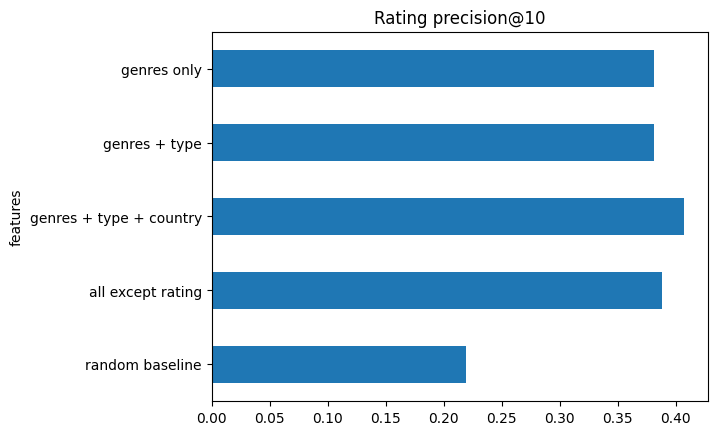 Rating precision@10
genres only
genres + type
genres + type + country
all except rating
random baseline
features
0.00 0.05 0.10 0.15 0.20 0.25 0.30 0.35 0.40